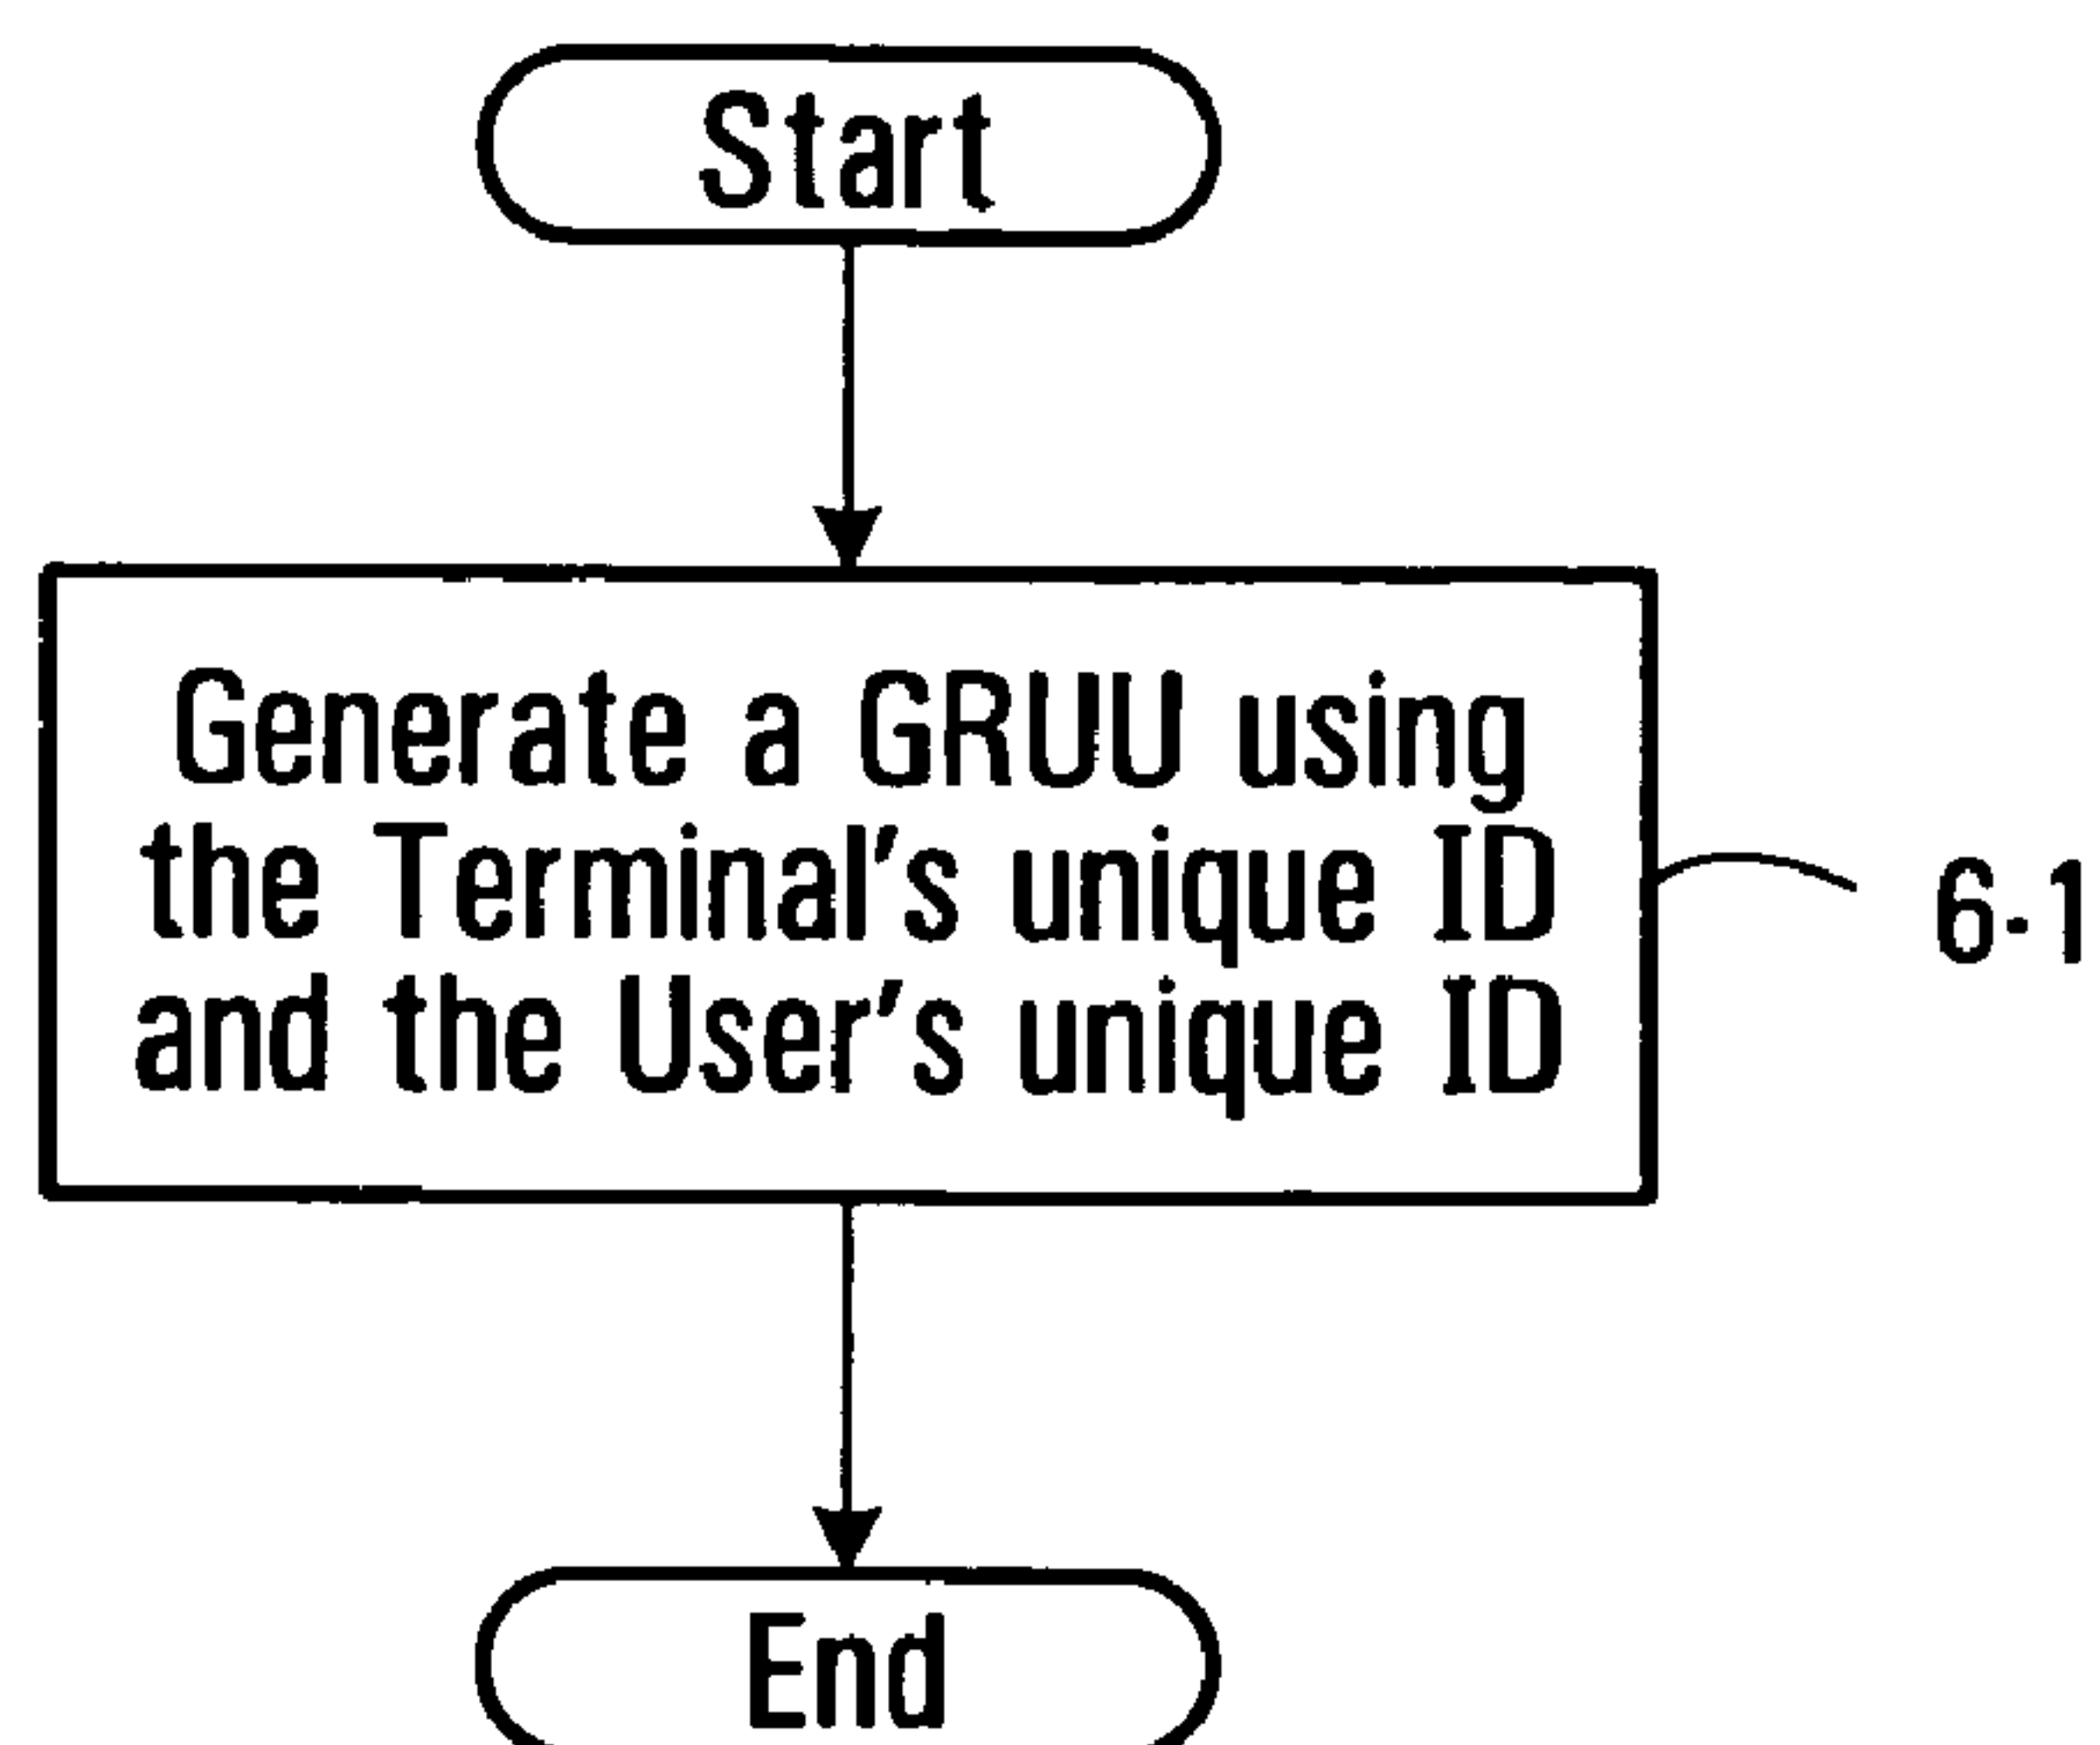 Start
Generate a GRUU using
the Terminal's unique ID
and the User's unique ID
6-1
End